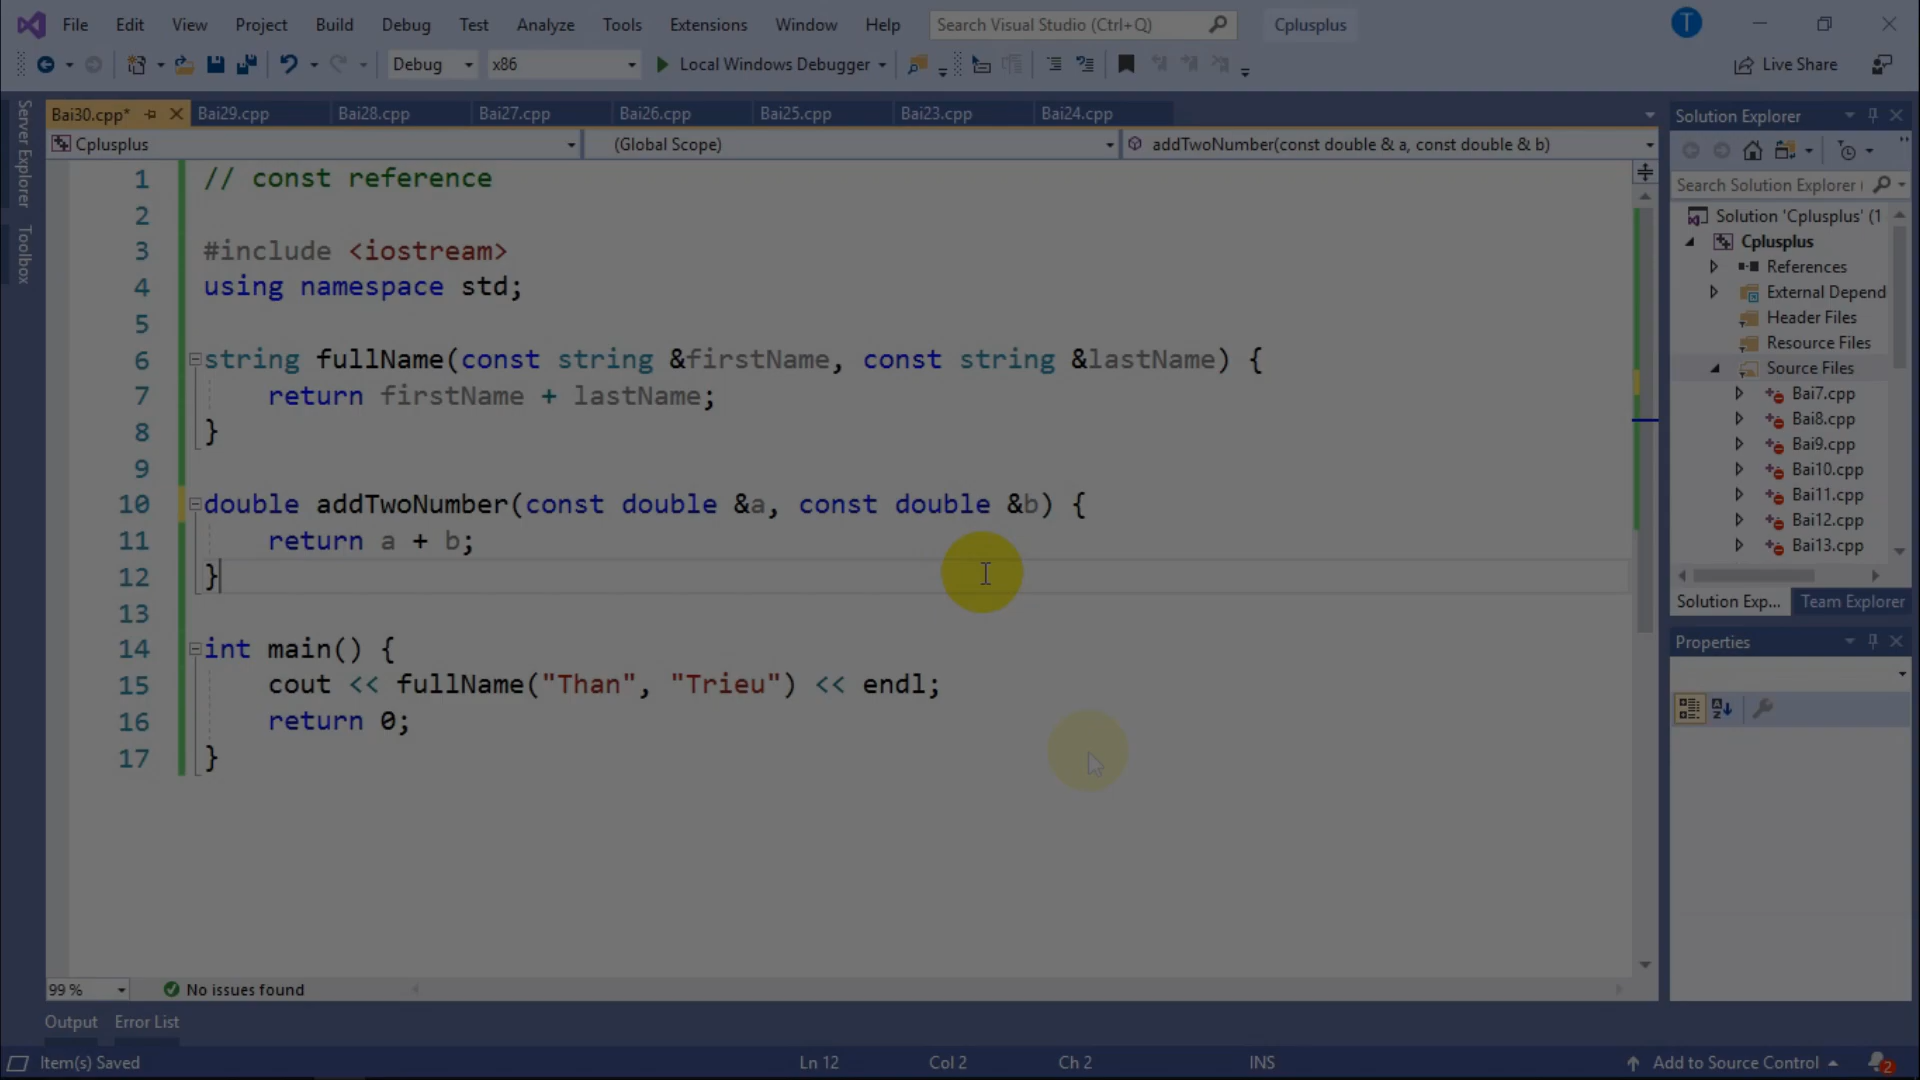 File Edit View Project Build Debug Test Analyze Tools Extensions Window Help Search Visual Studio (Ctrl+Q) Cplusplus T
Debug x86 Local Windows Debugger Live Share
Server Explorer
Toolbox
Bai30.cpp* Bai29.cpp Bai28.cpp Bai27.cpp Bai26.cpp Bai25.cpp Bai23.cpp Bai24.cpp
Cplusplus (Global Scope) addTwoNumber(const double & a, const double & b)
1 // const reference
2
3 #include <iostream>
4 using namespace std;
5
6 string fullName(const string &firstName, const string &lastName) {
7 return firstName + lastName;
8 }
9
10 double addTwoNumber(const double &a, const double &b) {
11 return a + b;
12 }
13
14 int main() {
15 cout << fullName("Than", "Trieu") << endl;
16 return 0;
17 }
99 % No issues found
Solution Explorer
Search Solution Explorer (
Solution 'Cplusplus' (1
Cplusplus
References
External Depend
Header Files
Resource Files
Source Files
Bai7.cpp
Bai8.cpp
Bai9.cpp
Bai10.cpp
Bai11.cpp
Bai12.cpp
Bai13.cpp
Solution Exp... Team Explorer
Properties
Output Error List
Item(s) Saved Ln 12 Col 2 Ch 2 INS Add to Source Control 2